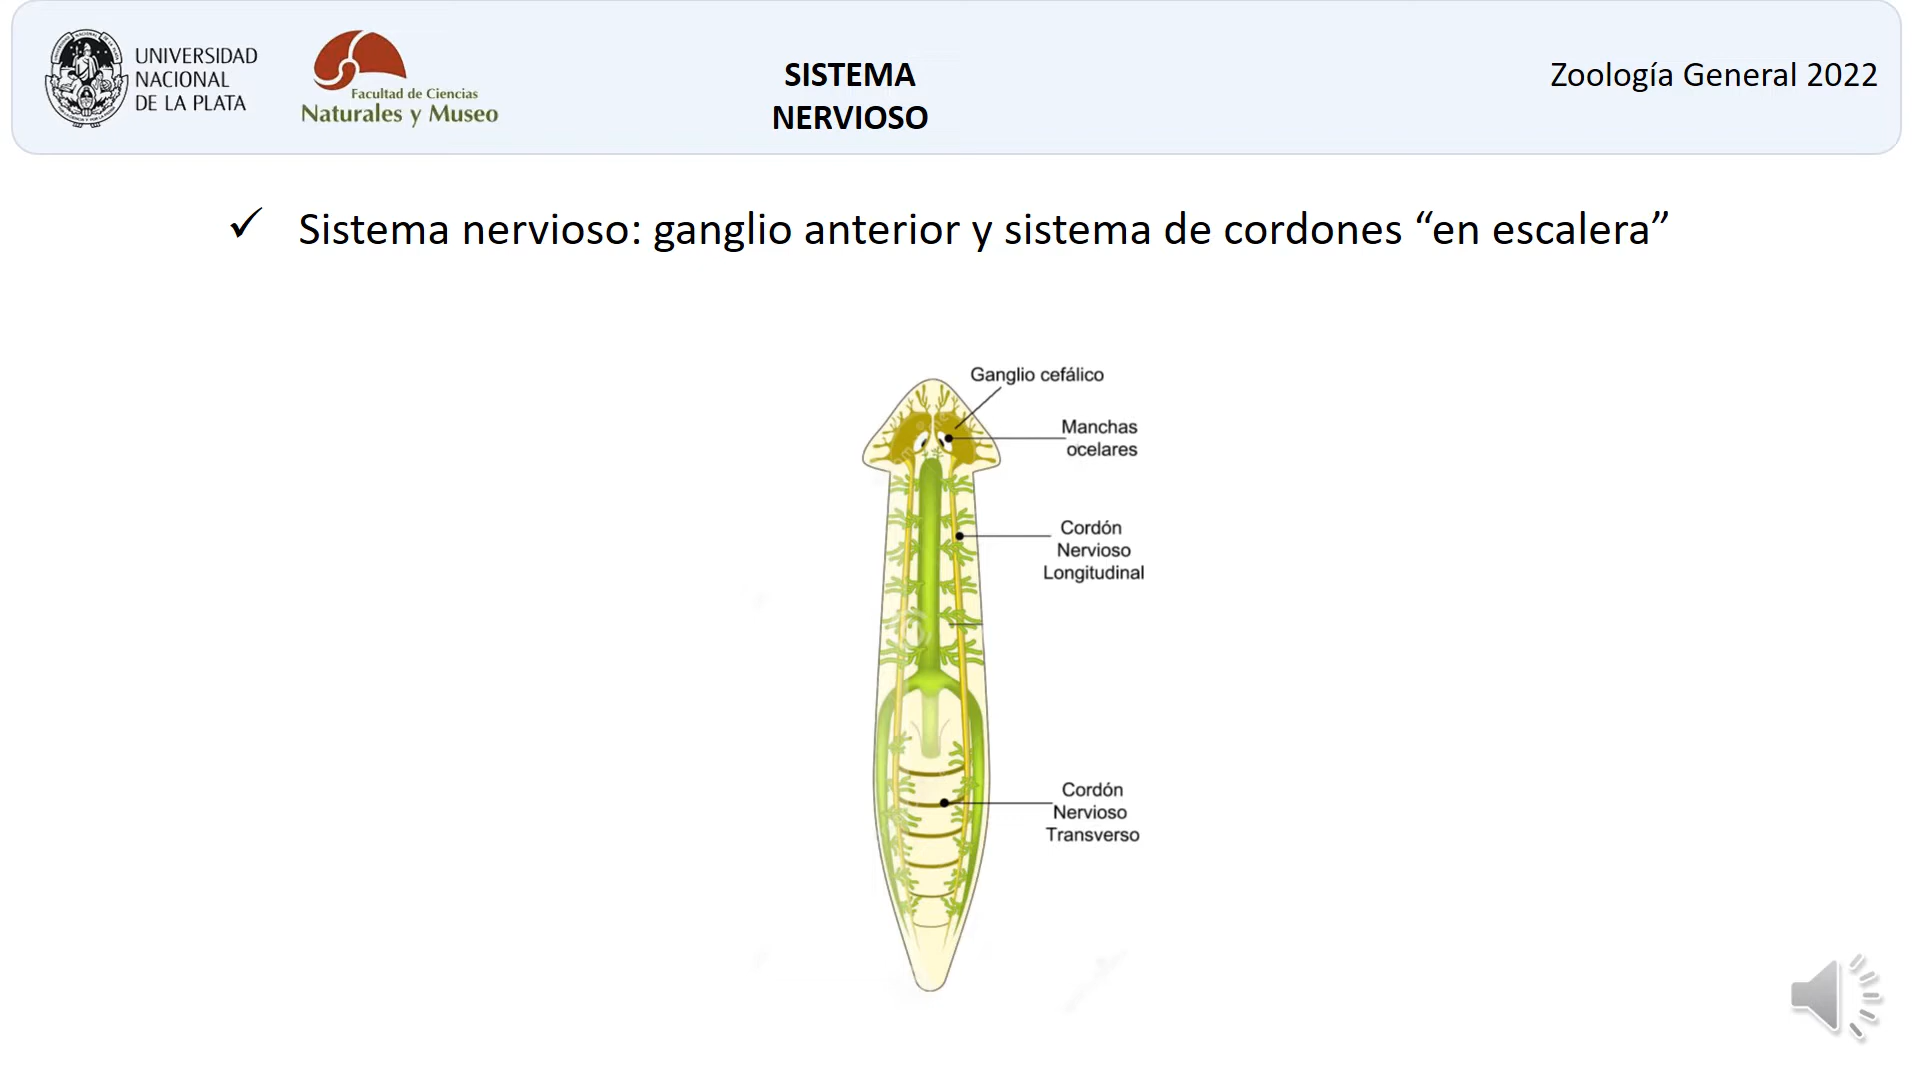 UNIVERSIDAD
NACIONAL
DE LA PLATA
Facultad de Ciencias
Naturales y Museo
SISTEMA
NERVIOSO
Zoología General 2022
✓ Sistema nervioso: ganglio anterior y sistema de cordones “en escalera”
Ganglio cefálico
Manchas
ocelares
Cordón
Nervioso
Longitudinal
Cordón
Nervioso
Transverso